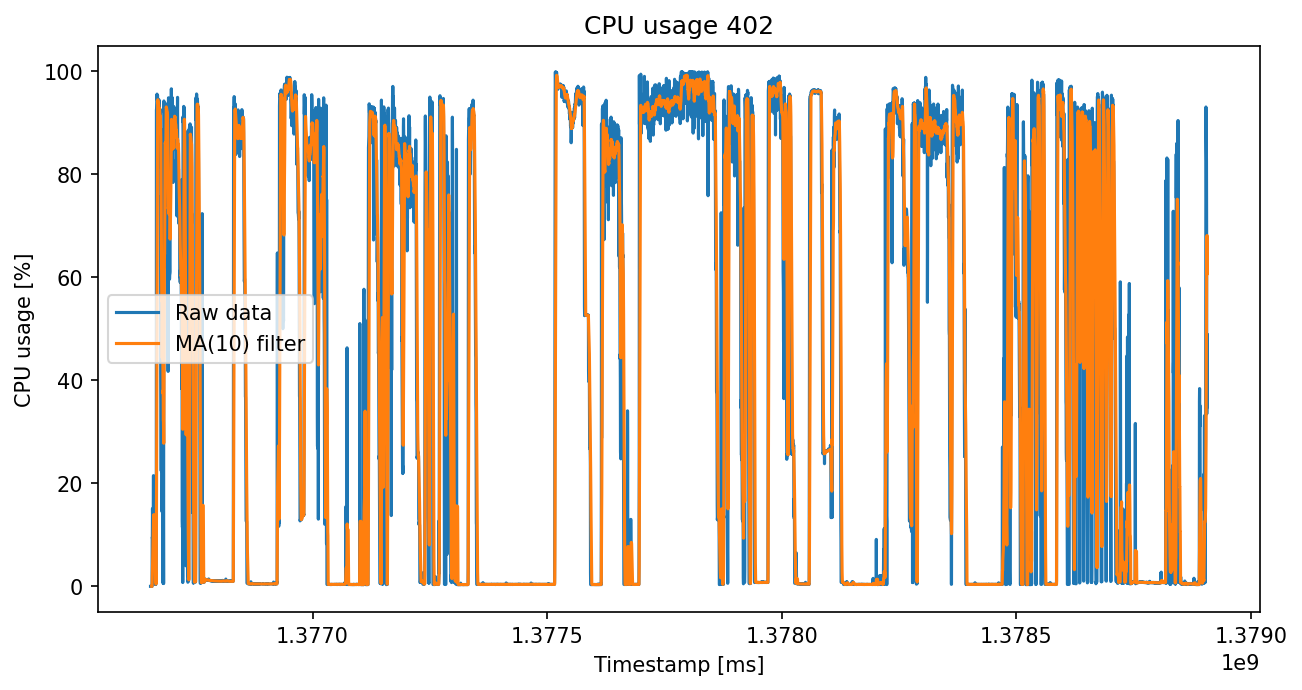 CPU usage 402
CPU usage [%]
100
80
60
40
20
0
Raw data
MA(10) filter
1.3770
1.3775
1.3780
1.3785
1.3790
1e9
Timestamp [ms]